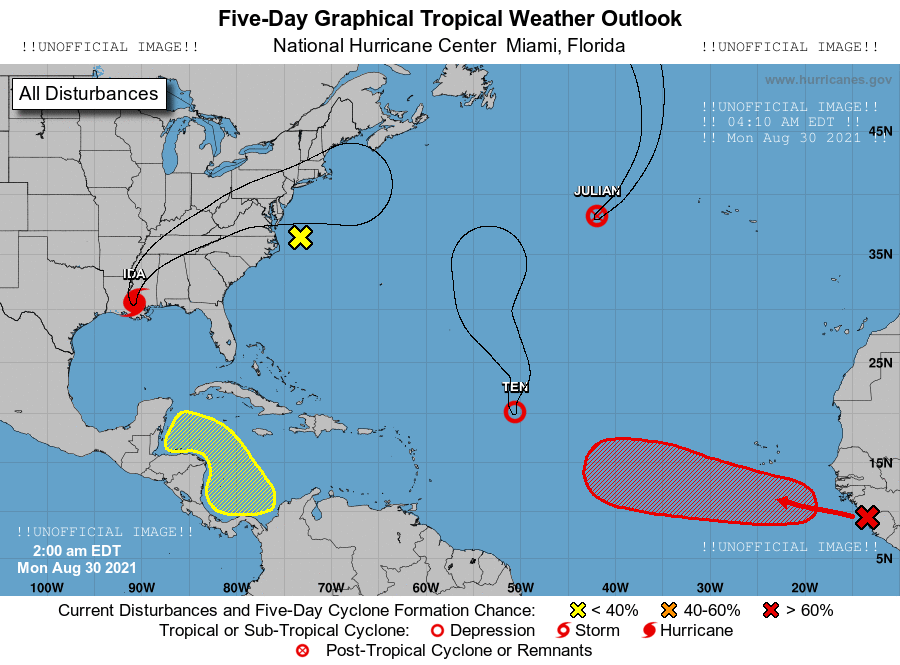 Five-Day Graphical Tropical Weather Outlook
!!UNOFFICIAL IMAGE!! National Hurricane Center Miami, Florida !!UNOFFICIAL IMAGE!!
www.hurricanes.gov
All Disturbances
!!UNOFFICIAL IMAGE!!
!! 04:10 AM EDT !!
!! Mon Aug 30 2021 !!
45N
JULIAN
35N
IDA
25N
TEN
15N
!!UNOFFICIAL IMAGE!!
!!UNOFFICIAL IMAGE!!
2:00 am EDT
5N
Mon Aug 30 2021
100W 90W 80W 70W 60W 50W 40W 30W 20W
Current Disturbances and Five-Day Cyclone Formation Chance: < 40% 40-60% > 60%
Tropical or Sub-Tropical Cyclone: Depression Storm Hurricane
Post-Tropical Cyclone or Remnants